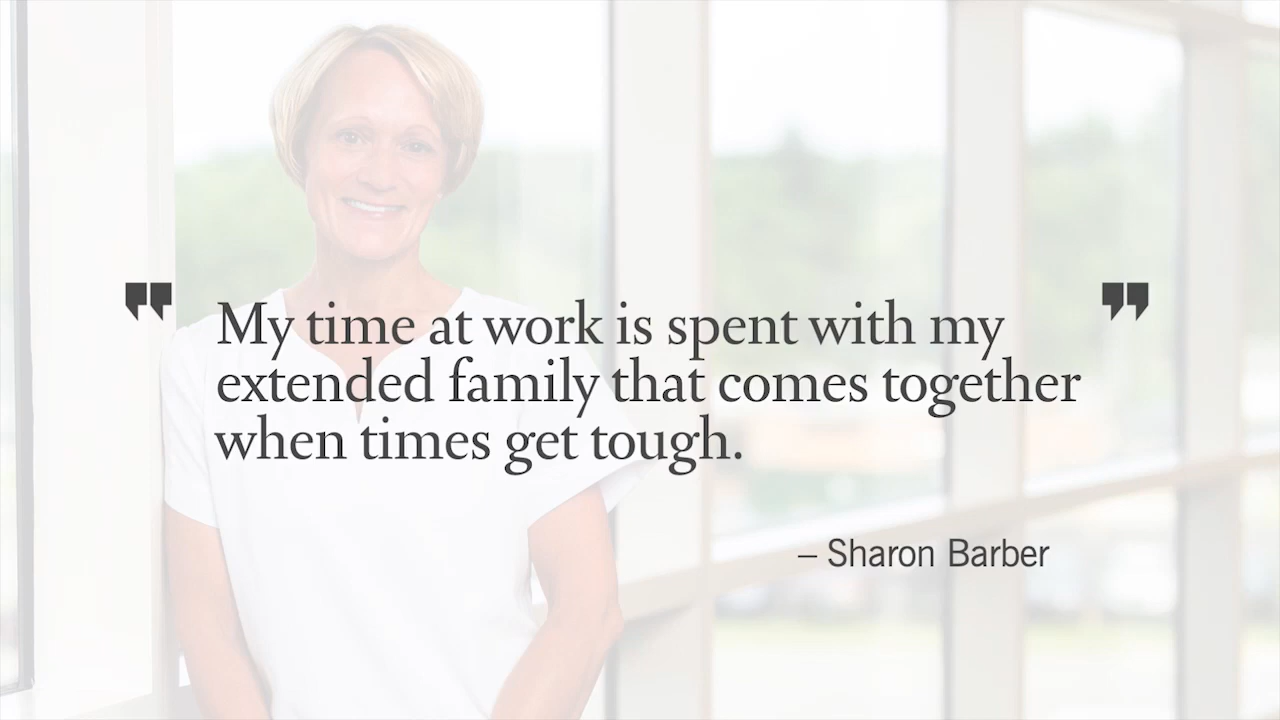 " My time at work is spent with my "
extended family that comes together
when times get tough.
– Sharon Barber